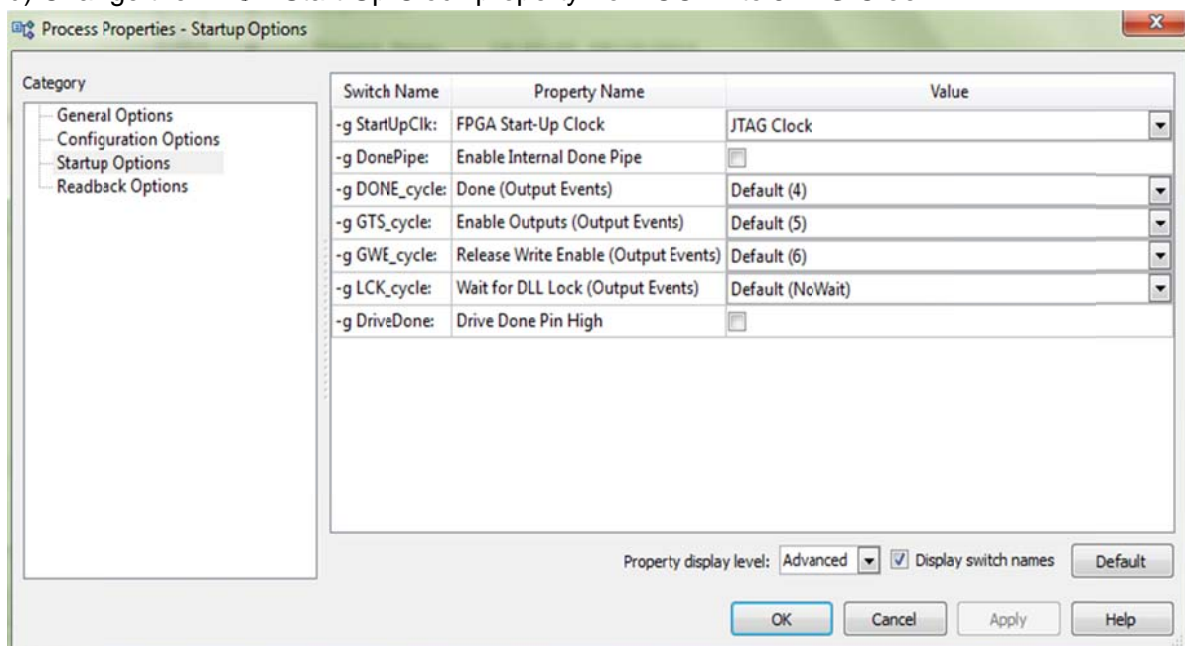 Process Properties - Startup Options
Category
General Options
Configuration Options
Startup Options
Readback Options
Switch Name Property Name Value
-g StartUpClk: FPGA Start-Up Clock JTAG Clock
-g DonePipe: Enable Internal Done Pipe
-g DONE_cycle: Done (Output Events) Default (4)
-g GTS_cycle: Enable Outputs (Output Events) Default (5)
-g GWE_cycle: Release Write Enable (Output Events) Default (6)
-g LCK_cycle: Wait for DLL Lock (Output Events) Default (NoWait)
-g DriveDone: Drive Done Pin High
Property display level: Advanced Display switch names Default
OK Cancel Apply Help